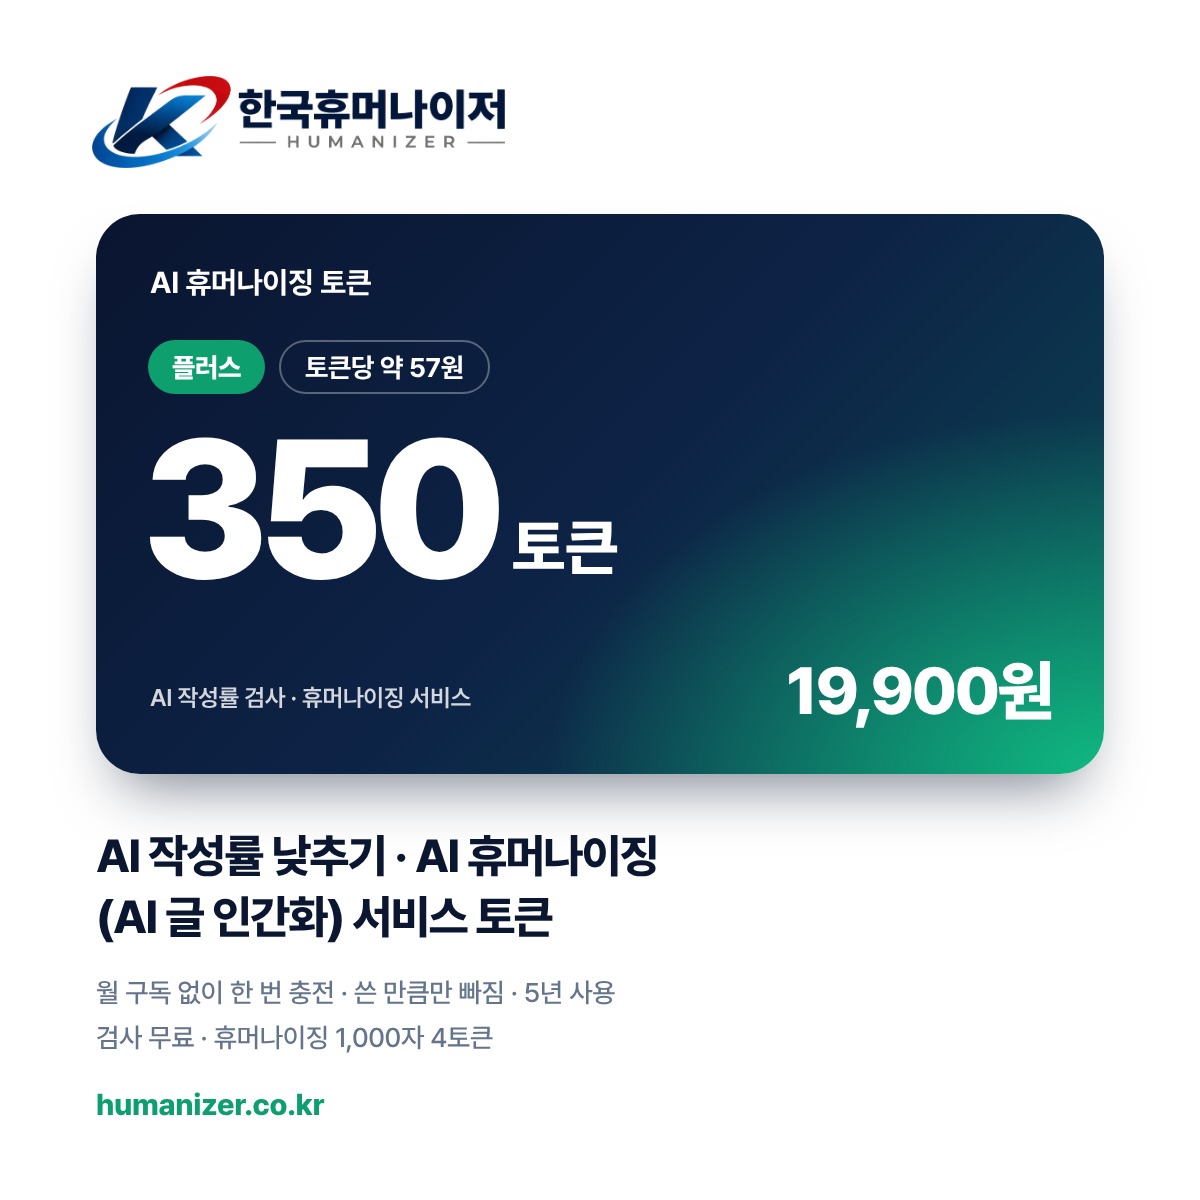 한국휴머나이저
HUMANIZER
AI 휴머나이징 토큰
플러스
토큰당 약 57원
350 토큰
AI 작성률 검사 · 휴머나이징 서비스
19,900원
AI 작성률 낮추기 · AI 휴머나이징
(AI 글 인간화) 서비스 토큰
월 구독 없이 한 번 충전 · 쓴 만큼만 빠짐 · 5년 사용
검사 무료 · 휴머나이징 1,000자 4토큰
humanizer.co.kr